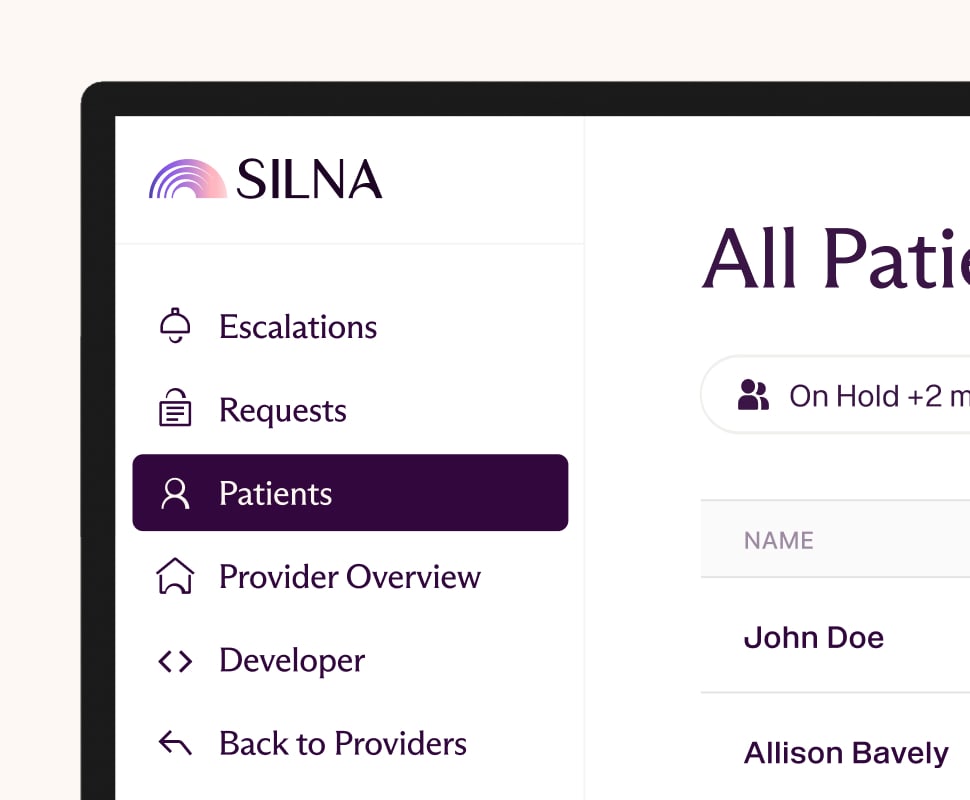 SILNA
Escalations
Requests
Patients
Provider Overview
Developer
Back to Providers
All
On Hold +2
NAME
John Doe
Allison Bavely